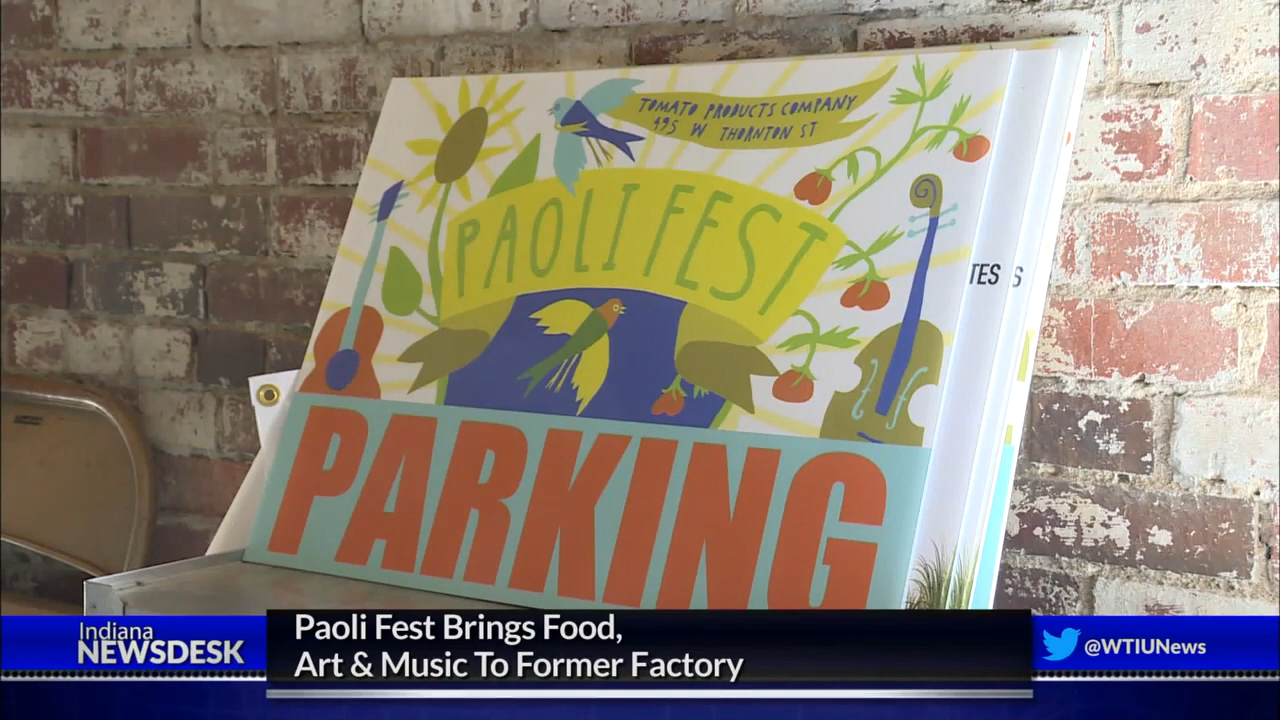 TOMATO PRODUCTS COMPANY
495 W THORNTON ST
PAOLI FEST
TES
S
PARKING
Indiana
NEWSDESK
Paoli Fest Brings Food,
Art & Music To Former Factory
@WTIUNews